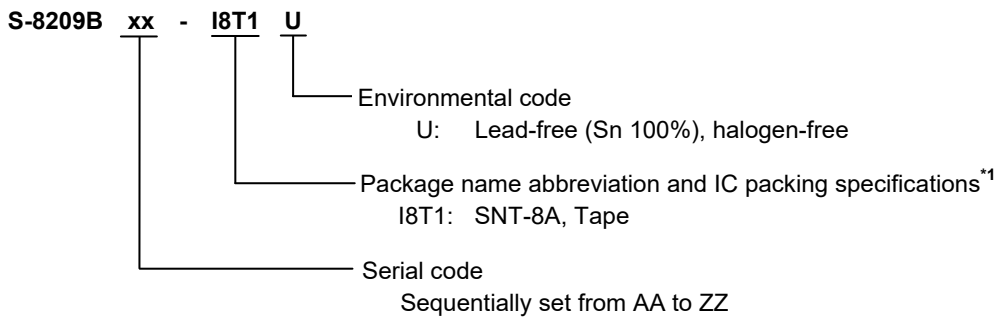 S-8209B xx - I8T1 U
Environmental code
U: Lead-free (Sn 100%), halogen-free
Package name abbreviation and IC packing specifications*1
I8T1: SNT-8A, Tape
Serial code
Sequentially set from AA to ZZ